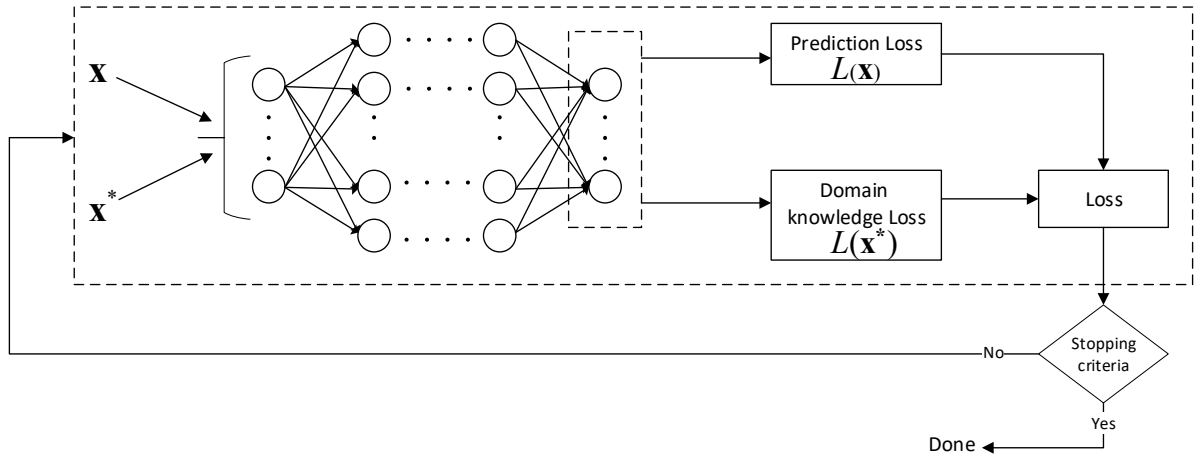 x
x*
Prediction Loss
L(x)
Domain
knowledge Loss
L(x*)
Loss
Stopping
criteria
No
Yes
Done